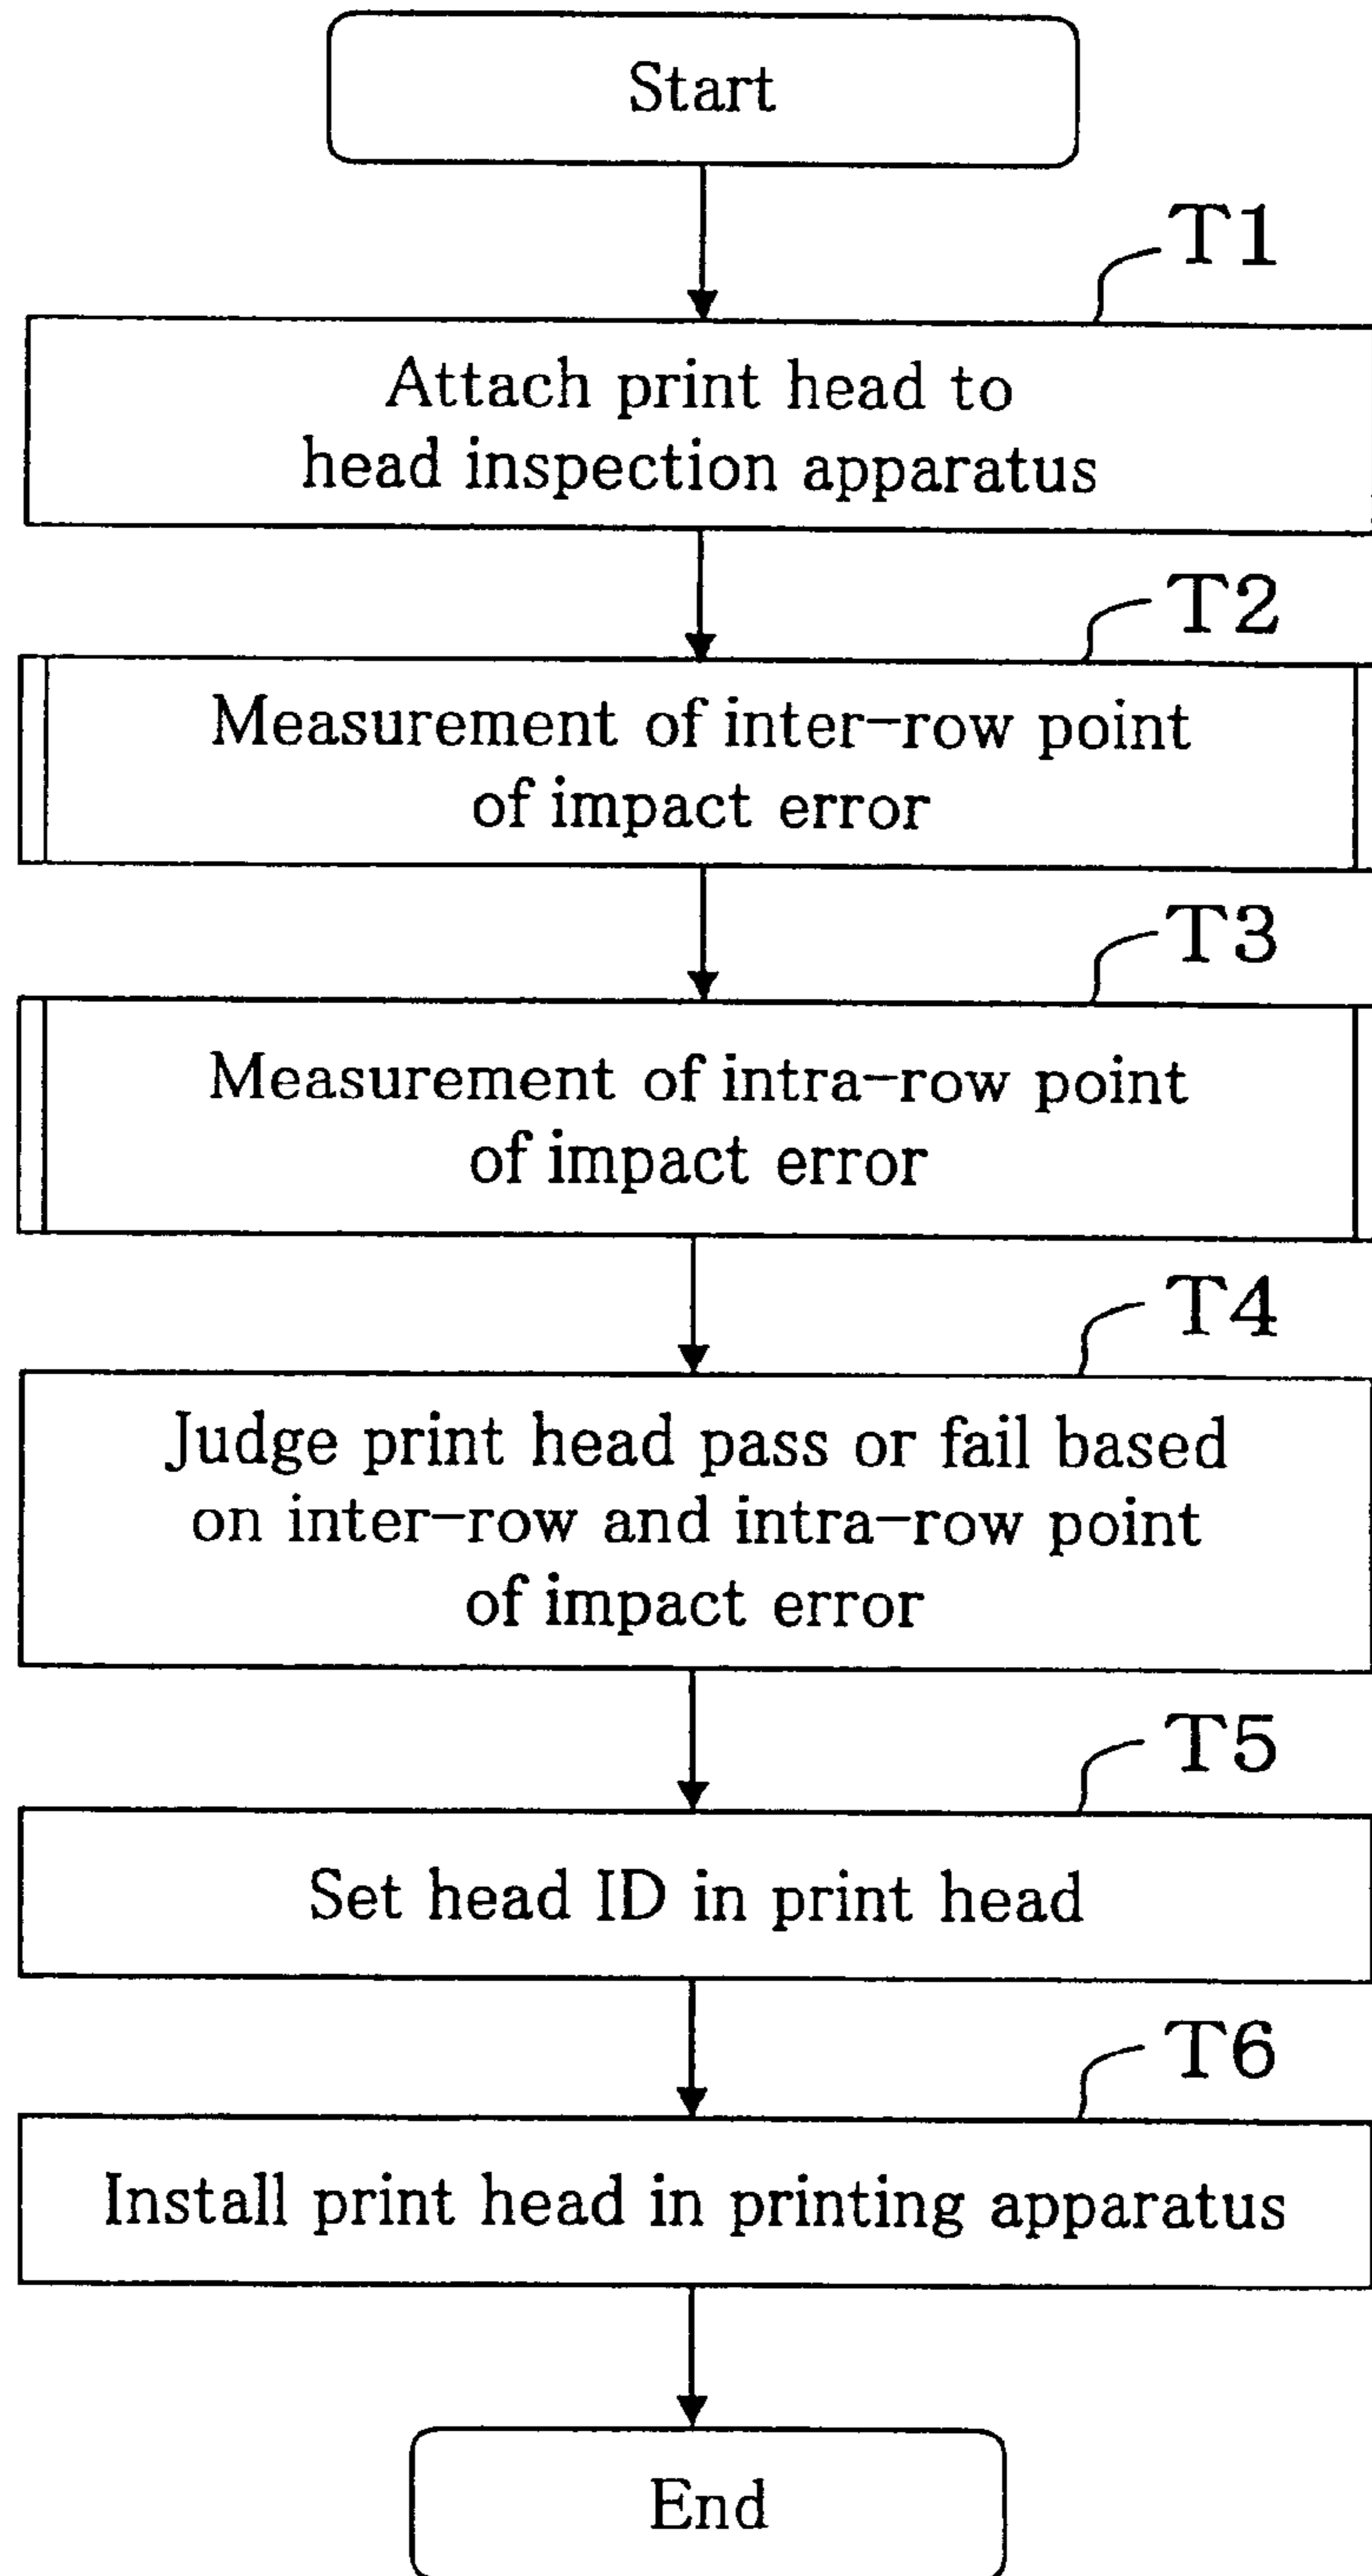 Start
T1
Attach print head to
head inspection apparatus
T2
Measurement of inter-row point
of impact error
T3
Measurement of intra-row point
of impact error
T4
Judge print head pass or fail based
on inter-row and intra-row point
of impact error
T5
Set head ID in print head
T6
Install print head in printing apparatus
End